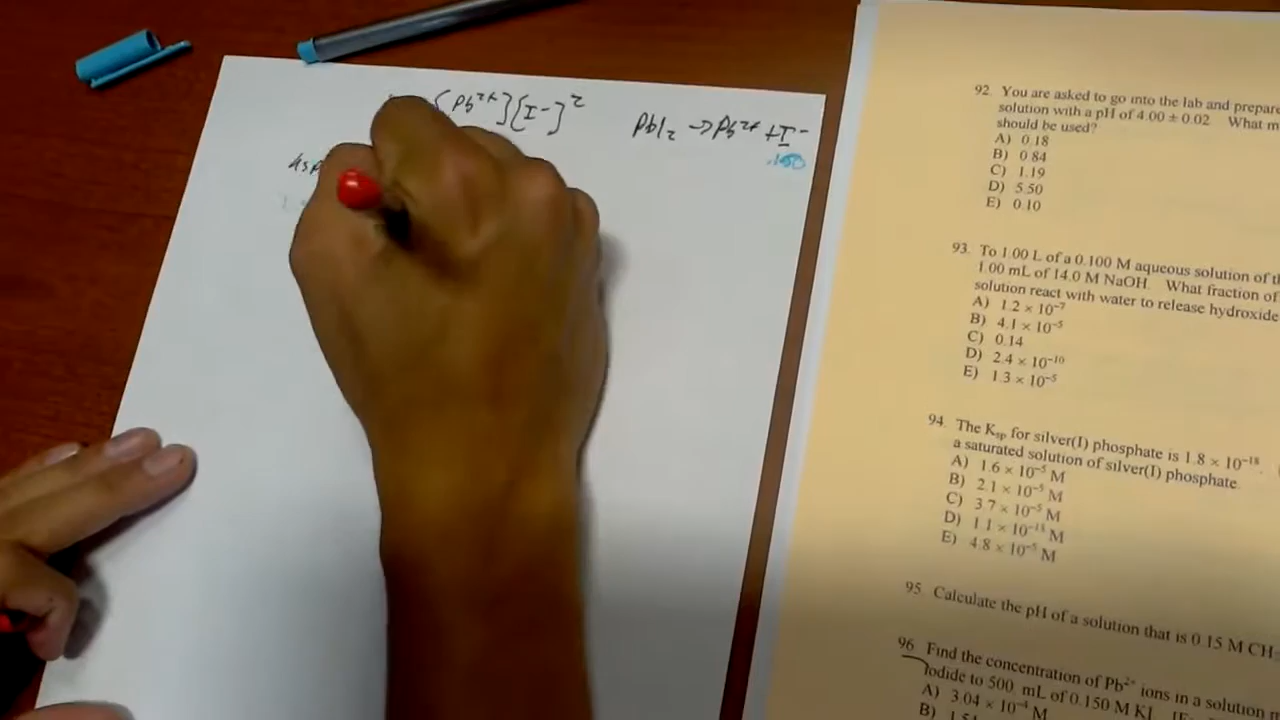 [Pb²⁺][I-]²
PbI₂ → Pb²⁺ + I⁻
.150
92. You are asked to go into the lab and prepare
solution with a pH of 4.00 ± 0.02 What m
should be used?
A) 0.18
B) 0.84
C) 1.19
D) 5.50
E) 0.10
93. To 1.00 L of a 0.100 M aqueous solution of
1.00 mL of 14.0 M NaOH. What fraction of
solution react with water to release hydroxide
A) 1.2 × 10⁻⁷
B) 4.1 × 10⁻⁵
C) 0.14
D) 2.4 × 10⁻¹⁰
E) 1.3 × 10⁻⁵
94. The Ksp for silver(I) phosphate is 1.8 × 10⁻¹⁸.
a saturated solution of silver(I) phosphate.
A) 1.6 × 10⁻⁵ M
B) 2.1 × 10⁻⁵ M
C) 3.7 × 10⁻⁵ M
D) 1.1 × 10⁻¹³ M
E) 4.8 × 10⁻⁵ M
95. Calculate the pH of a solution that is 0.15 M CH
96. Find the concentration of Pb²⁺ ions in a solution
iodide to 500. mL of 0.150 M KI.
A) 3.04 × 10⁻⁴ M
B)